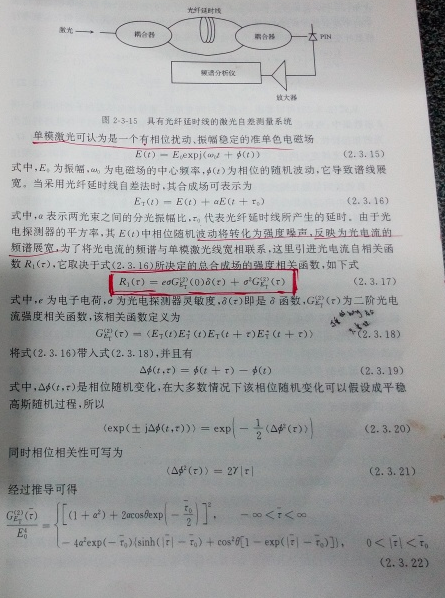 光纤延时线
激光
耦合器
耦合器
PIN
频谱分析仪
放大器
图 2-3-15 具有光纤延时线的激光自差测量系统
单模激光可认为是一个有相位扰动、振幅稳定的准单色电磁场
E(t) = E₀expj(ω₀t + φ(t)) (2.3.15)
式中,E₀为振幅,ω₀为电磁场的中心频率,φ(t)为相位的随机波动,它导致谱线展
宽。当采用光纤延时线自差法时,其合成场可表示为
E_T(t) = E(t) + αE(t + τ₀) (2.3.16)
式中,α 表示两光束之间的分光振幅比,τ₀ 代表光纤延时线所产生的延时。由于光
电探测器的平方率,其 E(t)中相位随机波动将转化为强度噪声,反映为光电流的
频谱展宽,为了将光电流的频谱与单模激光线宽相联系,这里引进光电流自相关函
数 R₁(τ),它取决于式(2.3.16)所决定的总合成场的强度相关函数,如下式
R₁(τ) = eσG_{E_T}^{(2)}(0)δ(τ) + σ²G_{E_T}^{(2)}(τ) (2.3.17)
式中,e 为电子电荷,σ 为光电探测器灵敏度,δ(τ)即是 δ 函数,G_{E_T}^{(2)}(τ)为二阶光电
流强度相关函数,该相关函数定义为
G_{E_T}^{(2)}(τ) = ⟨E_T(t)E_T^*(t)E_T(t + τ)E_T^*(t + τ)⟩ (2.3.18)
将式(2.3.16)带入式(2.3.18),并且有
Δφ(t,τ) = φ(t + τ) − φ(t) (2.3.19)
式中,Δφ(t,τ)是相位随机变化,在大多数情况下该相位随机变化可以假设成平稳
高斯随机过程,所以
⟨exp(± jΔφ(t,τ))⟩ = exp(− 1/2 ⟨Δφ²(τ)⟩) (2.3.20)
同时相位相关性可写为
⟨Δφ²(τ)⟩ = 2γ|τ| (2.3.21)
经过推导可得
G_{E_T}^{(2)}(τ̄)/E₀⁴ = { [(1 + α²) + 2αcosθexp(− τ̄₀/2)]², − ∞ < τ̄ < ∞
− 4α²exp(− τ̄₀){sinh(|τ̄| − τ̄₀) + cos²θ[1 − exp(|τ̄| − τ̄₀)]}, 0 < |τ̄| < τ̄₀
(2.3.22)